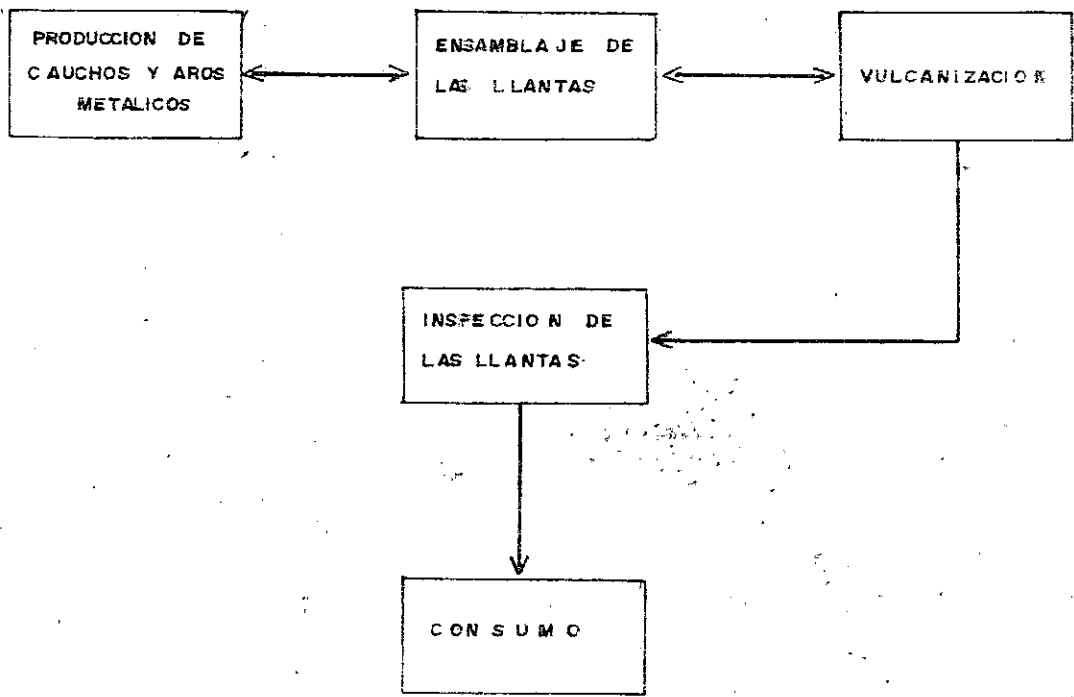 PRODUCCION DE
CAUCHOS Y AROS
METALICOS
ENSAMBLAJE DE
LAS LLANTAS
VULCANIZACION
INSPECCION DE
LAS LLANTAS
CONSUMO